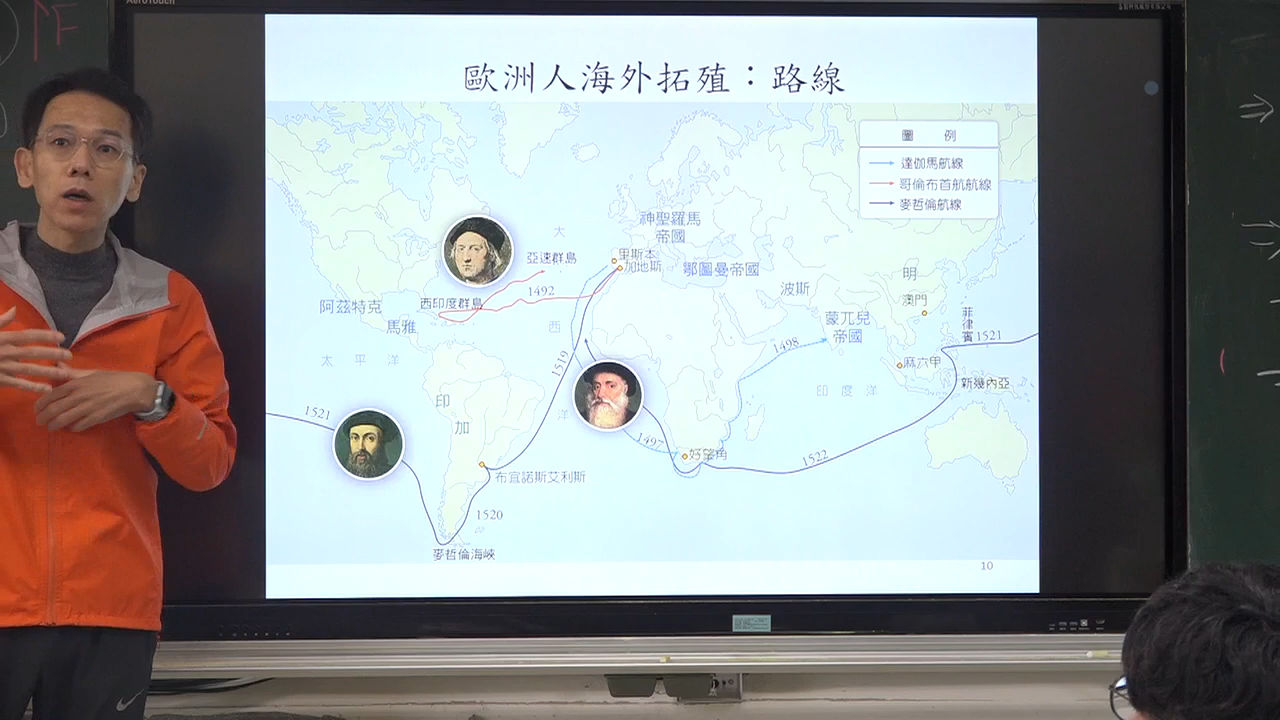 AeroTouch
歐洲人海外拓殖：路線
圖 例
達伽馬航線
哥倫布首航航線
麥哲倫航線
神聖羅馬
帝國
太
亞速群島
里斯本
加地斯
鄂圖曼帝國
明
波斯
澳門
1492
西印度群島
阿茲特克
馬雅
蒙兀兒
帝國
菲
律
賓
1521
西
1498
太 平 洋
1519
麻六甲
新幾內亞
印 度 洋
印
加
洋
1521
1497
好望角
1522
布宜諾斯艾利斯
1520
麥哲倫海峽
10